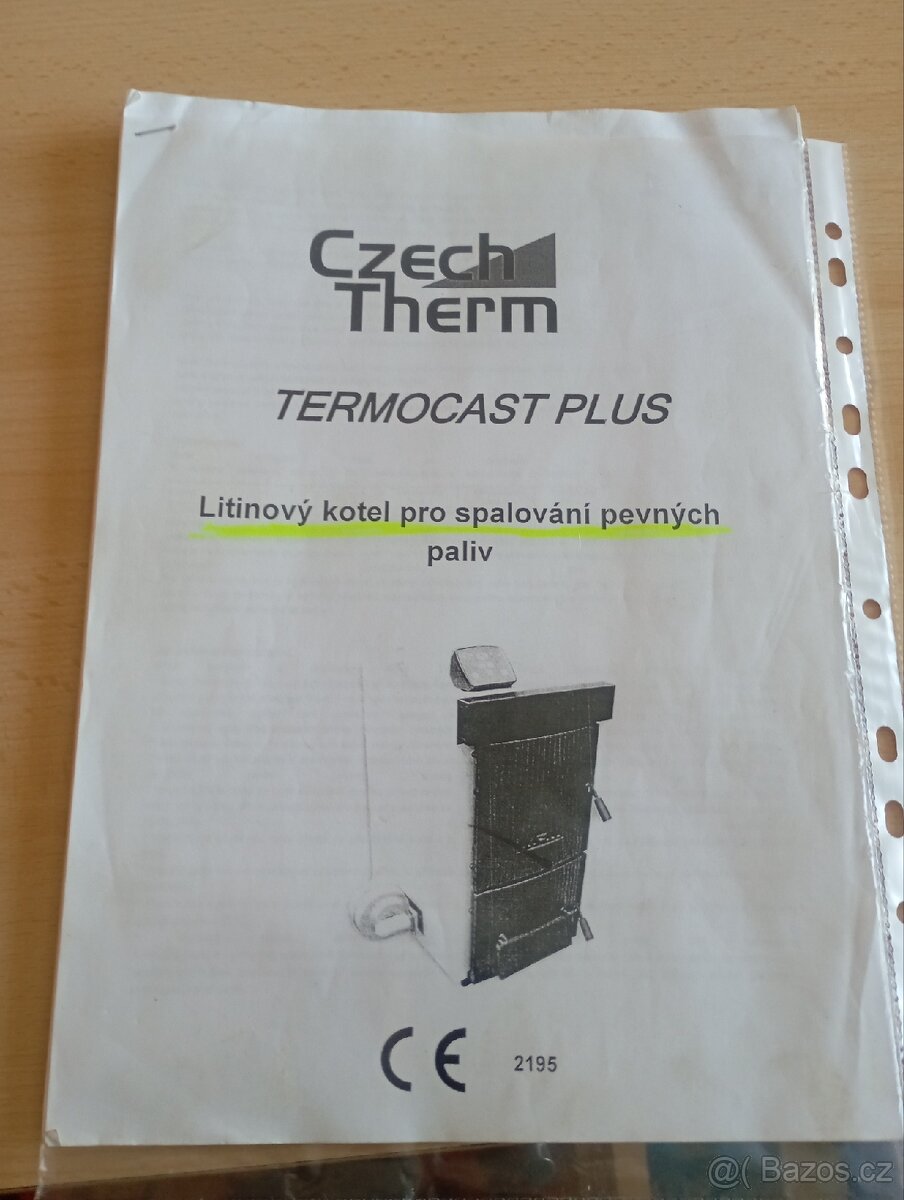 Czech
Therm
TERMOCAST PLUS
Litinový kotel pro spalování pevných
paliv
CE 2195
@( Bazos.cz